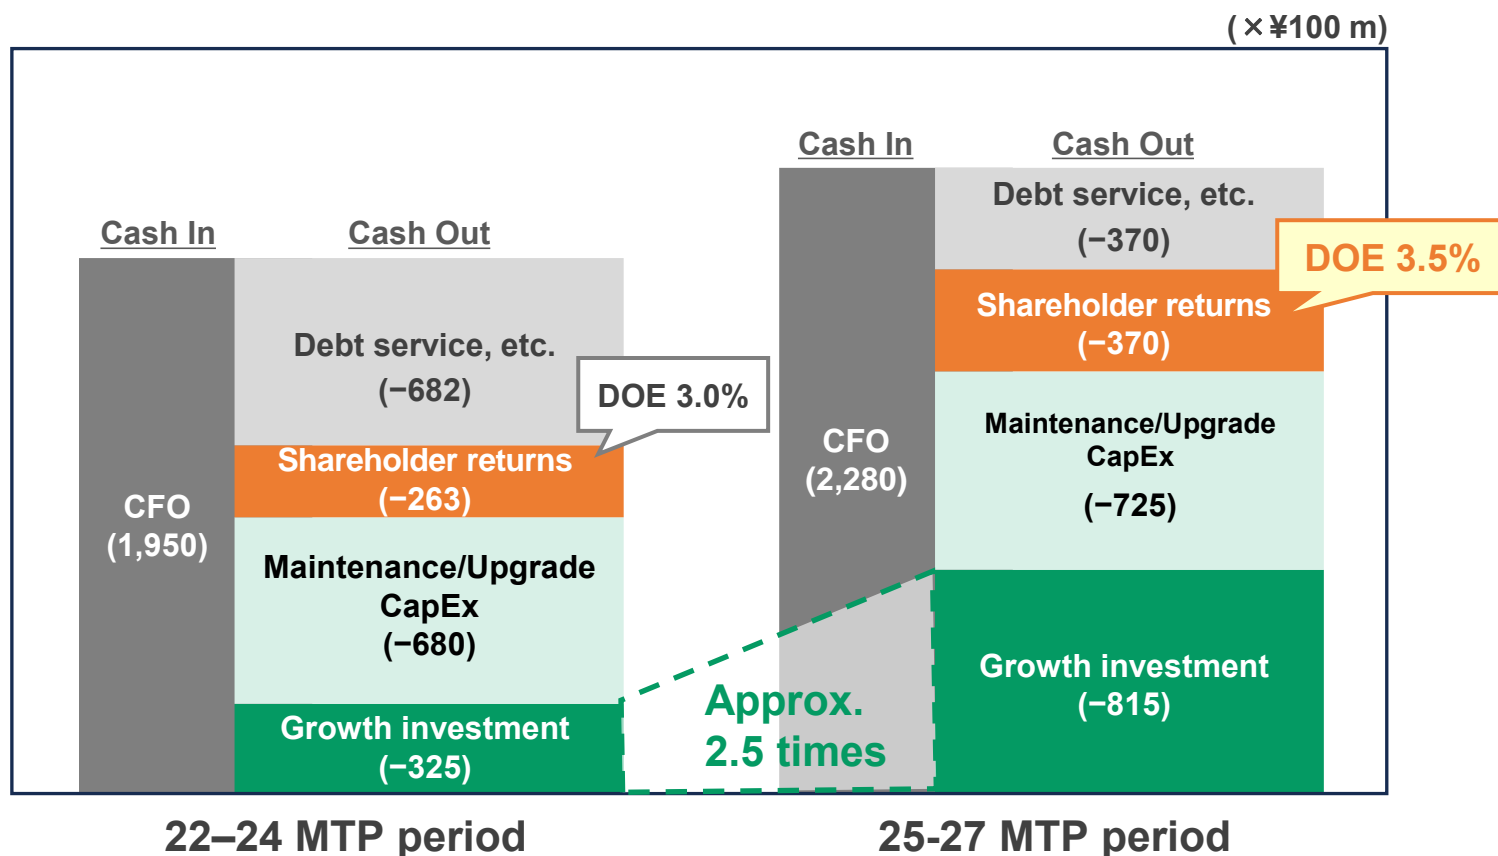 (×¥100 m)
Cash In
Cash Out
Debt service, etc.
(−682)
DOE 3.0%
Shareholder returns
(−263)
CFO
(1,950)
Maintenance/Upgrade
CapEx
(−680)
Growth investment
(−325)
22–24 MTP period
Approx.
2.5 times
Cash In
Cash Out
Debt service, etc.
(−370)
DOE 3.5%
Shareholder returns
(−370)
CFO
(2,280)
Maintenance/Upgrade
CapEx
(−725)
Growth investment
(−815)
25-27 MTP period